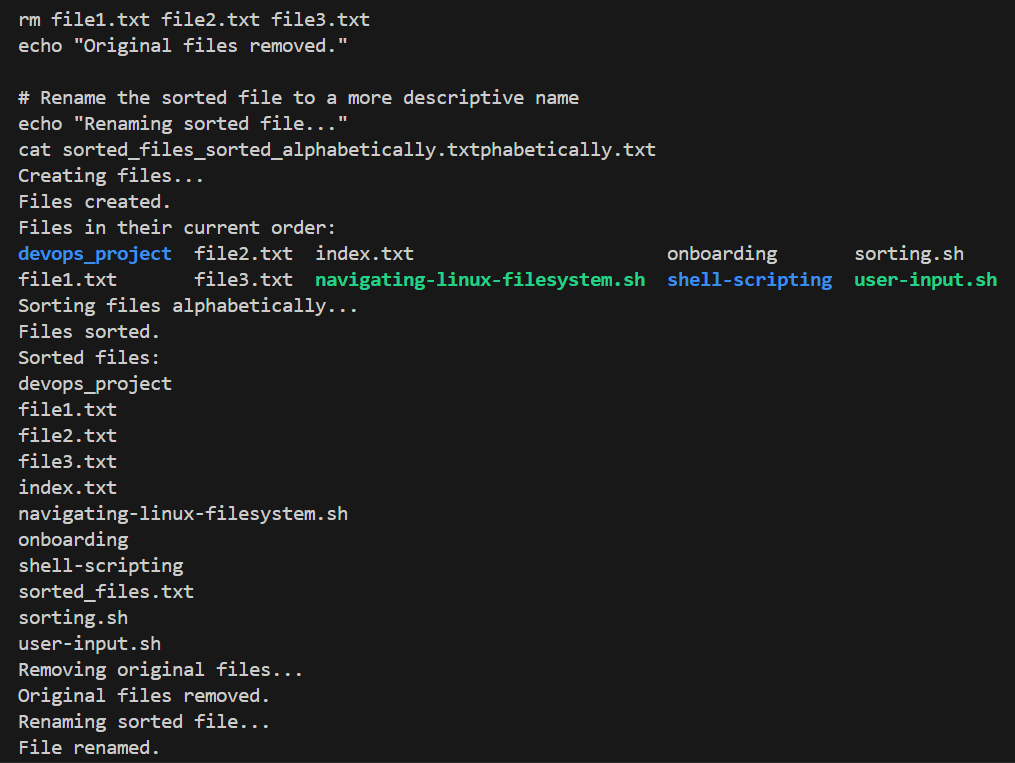 rm file1.txt file2.txt file3.txt
echo "Original files removed."
# Rename the sorted file to a more descriptive name
echo "Renaming sorted file..."
cat sorted_files_sorted_alphabetically.txtphabetically.txt
Creating files...
Files created.
Files in their current order:
devops_project  file2.txt  index.txt                        onboarding       sorting.sh
file1.txt       file3.txt  navigating-linux-filesystem.sh  shell-scripting  user-input.sh
Sorting files alphabetically...
Files sorted.
Sorted files:
devops_project
file1.txt
file2.txt
file3.txt
index.txt
navigating-linux-filesystem.sh
onboarding
shell-scripting
sorted_files.txt
sorting.sh
user-input.sh
Removing original files...
Original files removed.
Renaming sorted file...
File renamed.